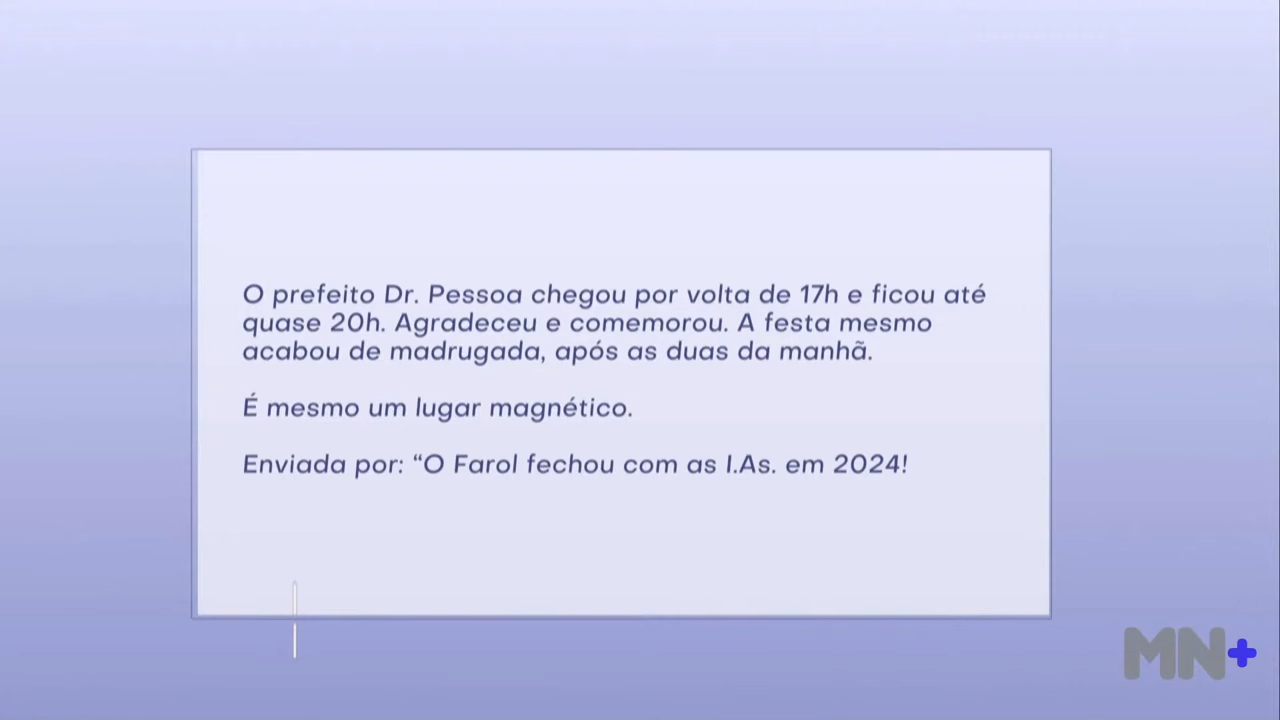 O prefeito Dr. Pessoa chegou por volta de 17h e ficou até
quase 20h. Agradeceu e comemorou. A festa mesmo
acabou de madrugada, após as duas da manhã.
É mesmo um lugar magnético.
Enviada por: “O Farol fechou com as I.As. em 2024!
MN+